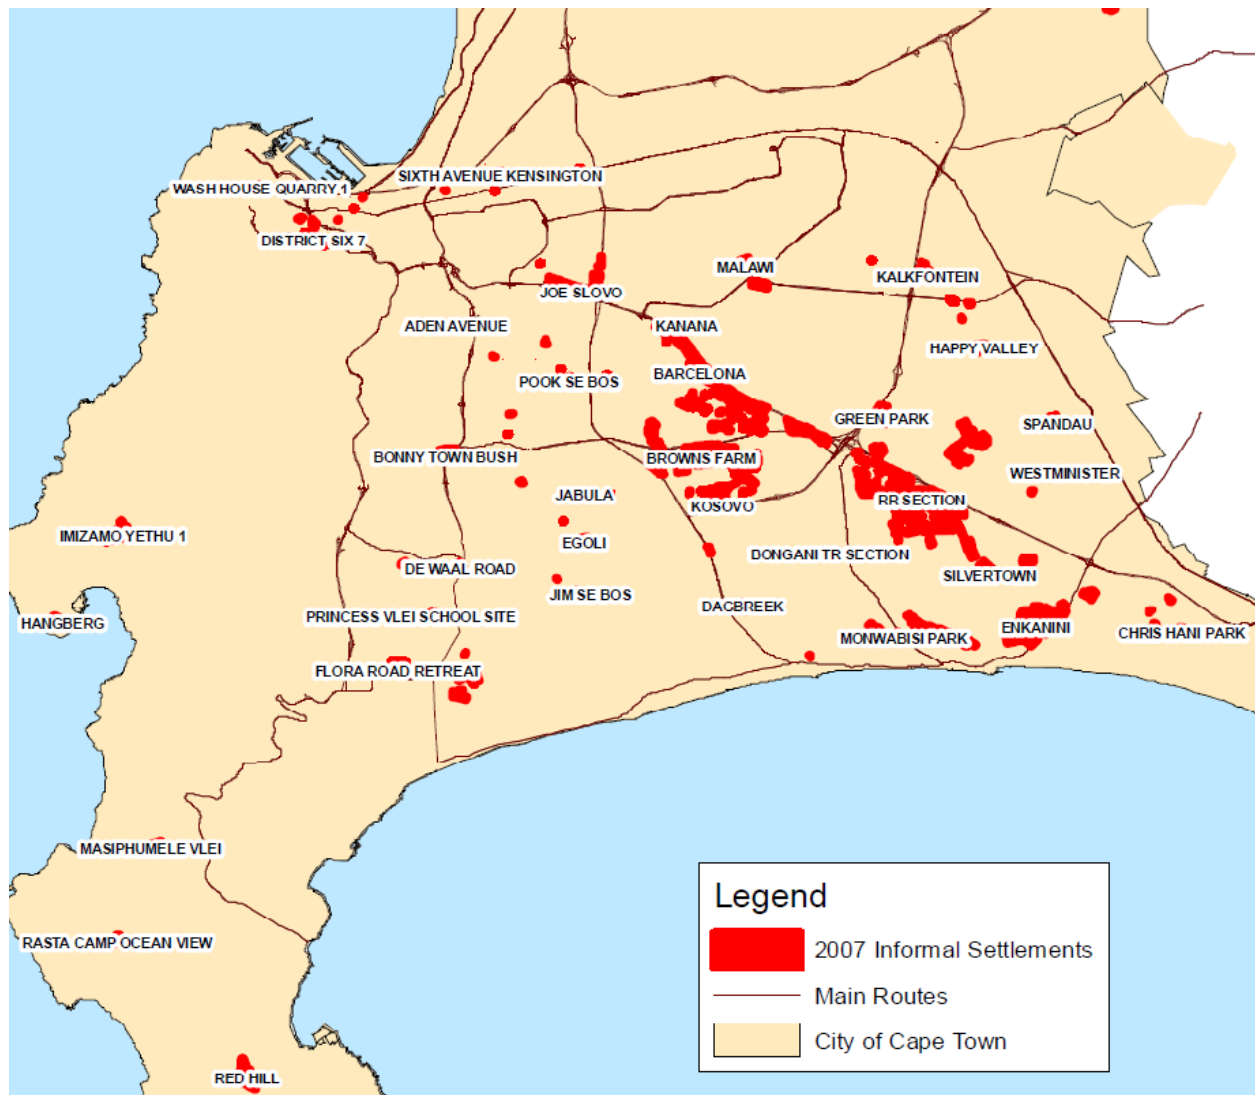 WASH HOUSE QUARRY 1
SIXTH AVENUE KENSINGTON
DISTRICT SIX 7
MALAWI
KALKFONTEIN
JOE SLOVO
ADEN AVENUE
KANANA
HAPPY VALLEY
BARCELONA
POOK SE BOS
GREEN PARK
SPANDAU
BONNY TOWN BUSH
BROWNS FARM
WESTMINISTER
JABULA
KOSOVO
RR SECTION
IMIZAMO YETHU 1
EGOLI
DONGANI TR SECTION
DE WAAL ROAD
SILVERTOWN
JIM SE BOS
DAGBREEK
HANGBERG
PRINCESS VLEI SCHOOL SITE
MONWABISI PARK
ENKANINI
CHRIS HANI PARK
FLORA ROAD RETREAT
MASIPHUMELE VLEI
RASTA CAMP OCEAN VIEW
RED HILL
Legend
2007 Informal Settlements
Main Routes
City of Cape Town